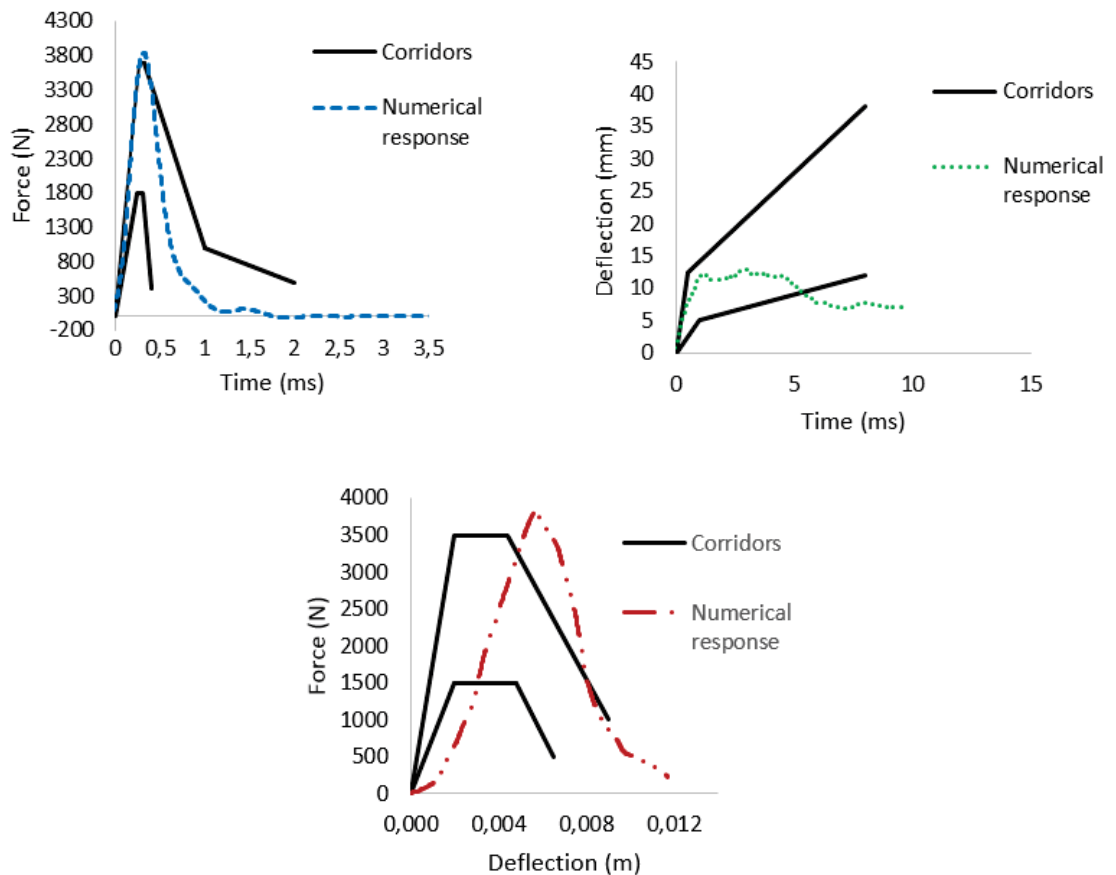 4300
3800
3300
2800
2300
1800
1300
800
300
-200
Force (N)
0 0,5 1 1,5 2 2,5 3 3,5
Time (ms)
Corridors
Numerical
response
45
40
35
30
25
20
15
10
5
0
Deflection (mm)
0 5 10 15
Time (ms)
Corridors
Numerical
response
4000
3500
3000
2500
2000
1500
1000
500
0
Force (N)
0,000 0,004 0,008 0,012
Deflection (m)
Corridors
Numerical
response